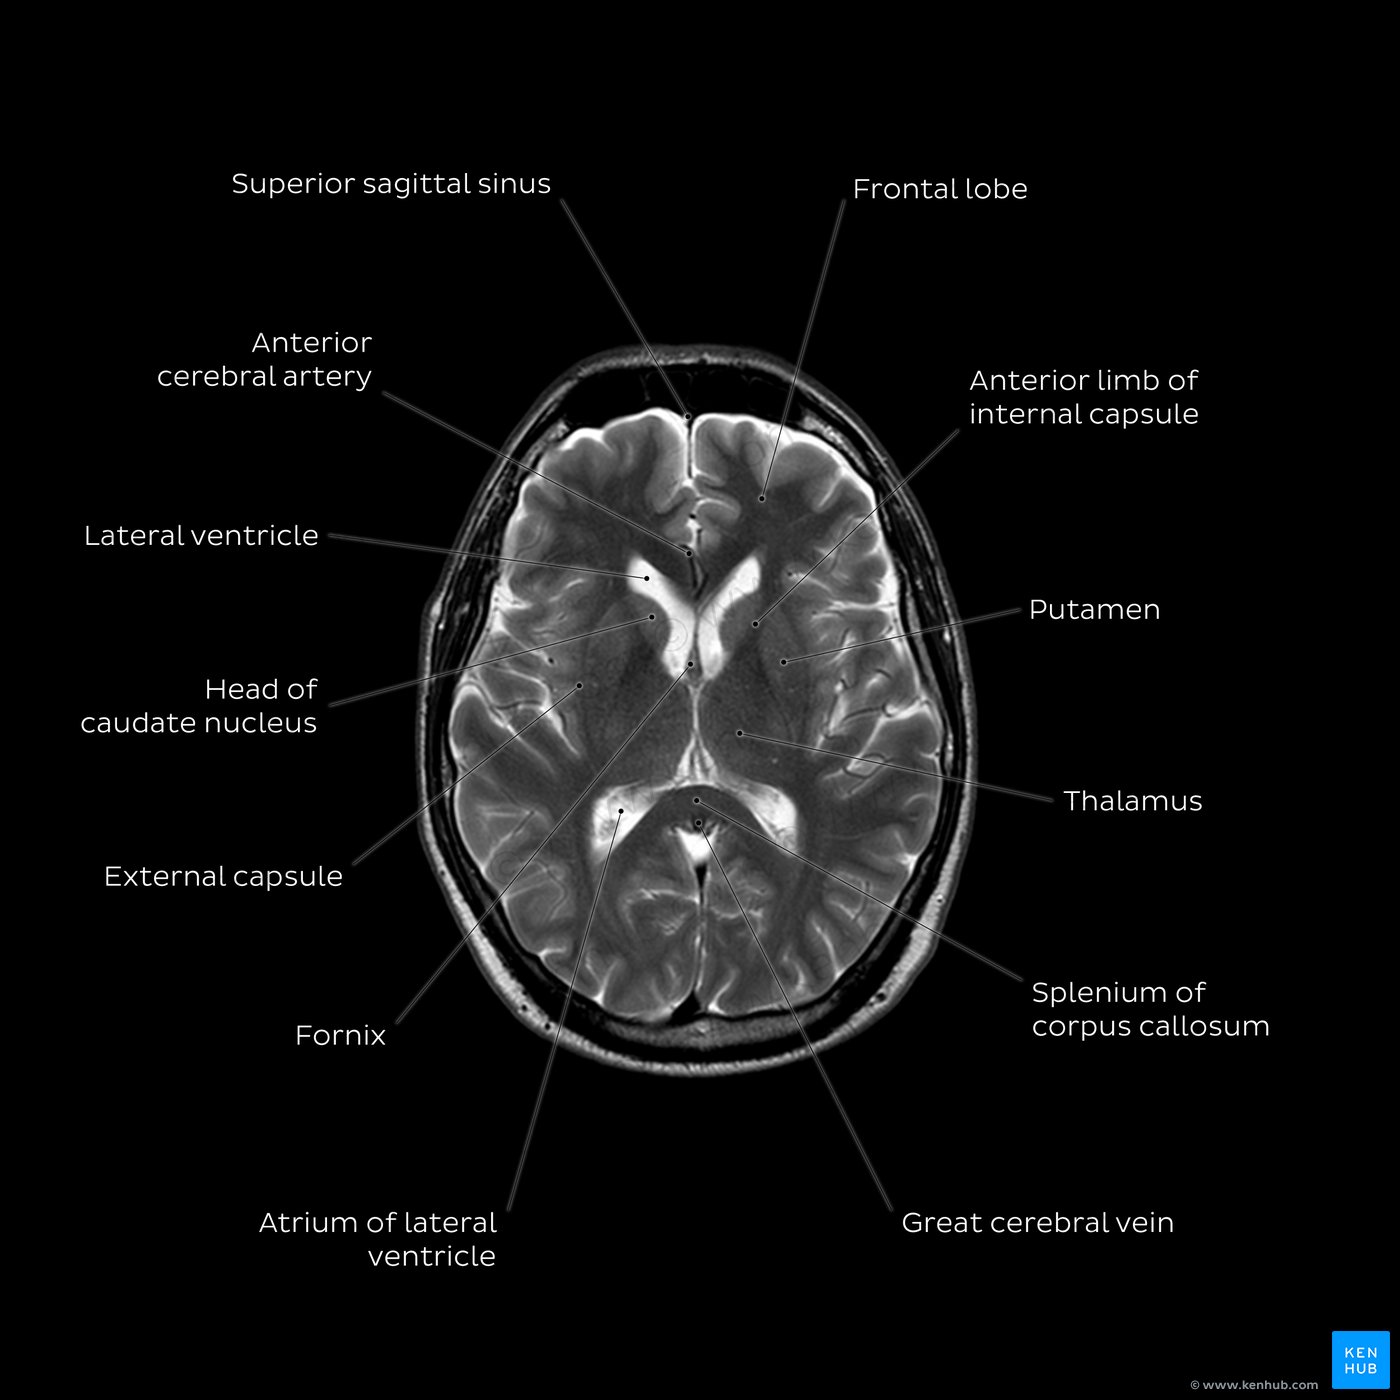 Superior sagittal sinus
Frontal lobe
Anterior
cerebral artery
Anterior limb of
internal capsule
Lateral ventricle
Putamen
Head of
caudate nucleus
Thalamus
External capsule
Splenium of
corpus callosum
Fornix
Atrium of lateral
ventricle
Great cerebral vein
KEN
HUB
© www.kenhub.com